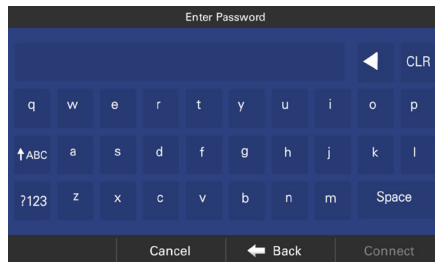 Enter Password
CLR
q w e r t y u i o p
ABC a s d f g h j k l
?123 z x c v b n m Space
Cancel Back Connect